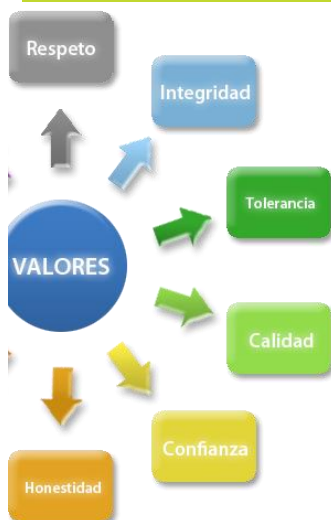 Respeto
Integridad
Tolerancia
VALORES
Calidad
Confianza
Honestidad